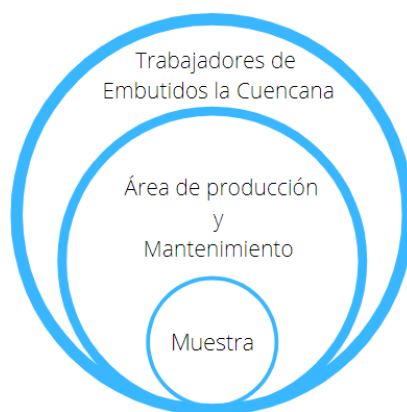 Trabajadores de
Embutidos la Cuencana
Área de producción
y
Mantenimiento
Muestra